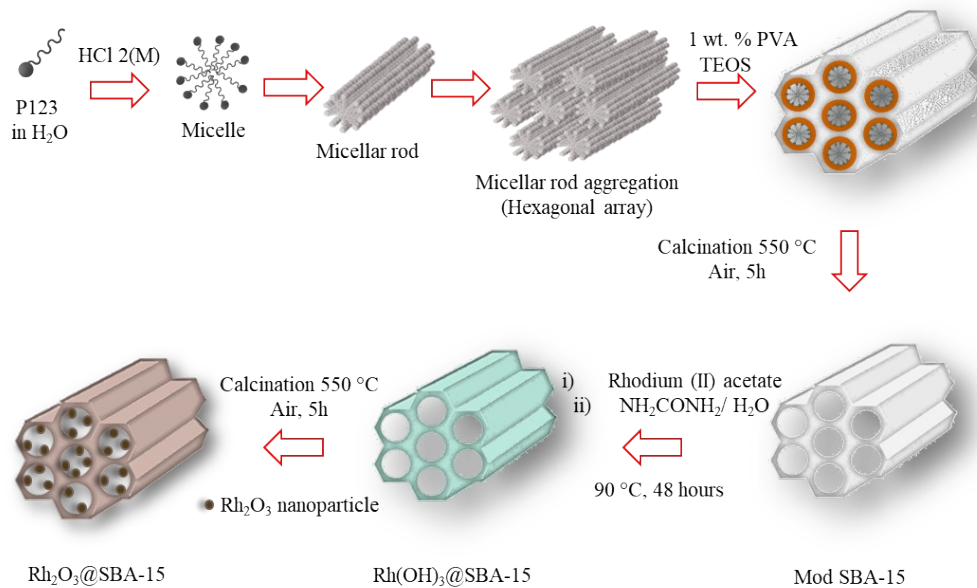 P123
in H₂O
HCl 2(M)
Micelle
Micellar rod
Micellar rod aggregation
(Hexagonal array)
1 wt. % PVA
TEOS
Calcination 550 °C
Air, 5h
Mod SBA-15
i) Rhodium (II) acetate
ii) NH₂CONH₂/ H₂O
90 °C, 48 hours
Rh(OH)₃@SBA-15
Calcination 550 °C
Air, 5h
Rh₂O₃ nanoparticle
Rh₂O₃@SBA-15